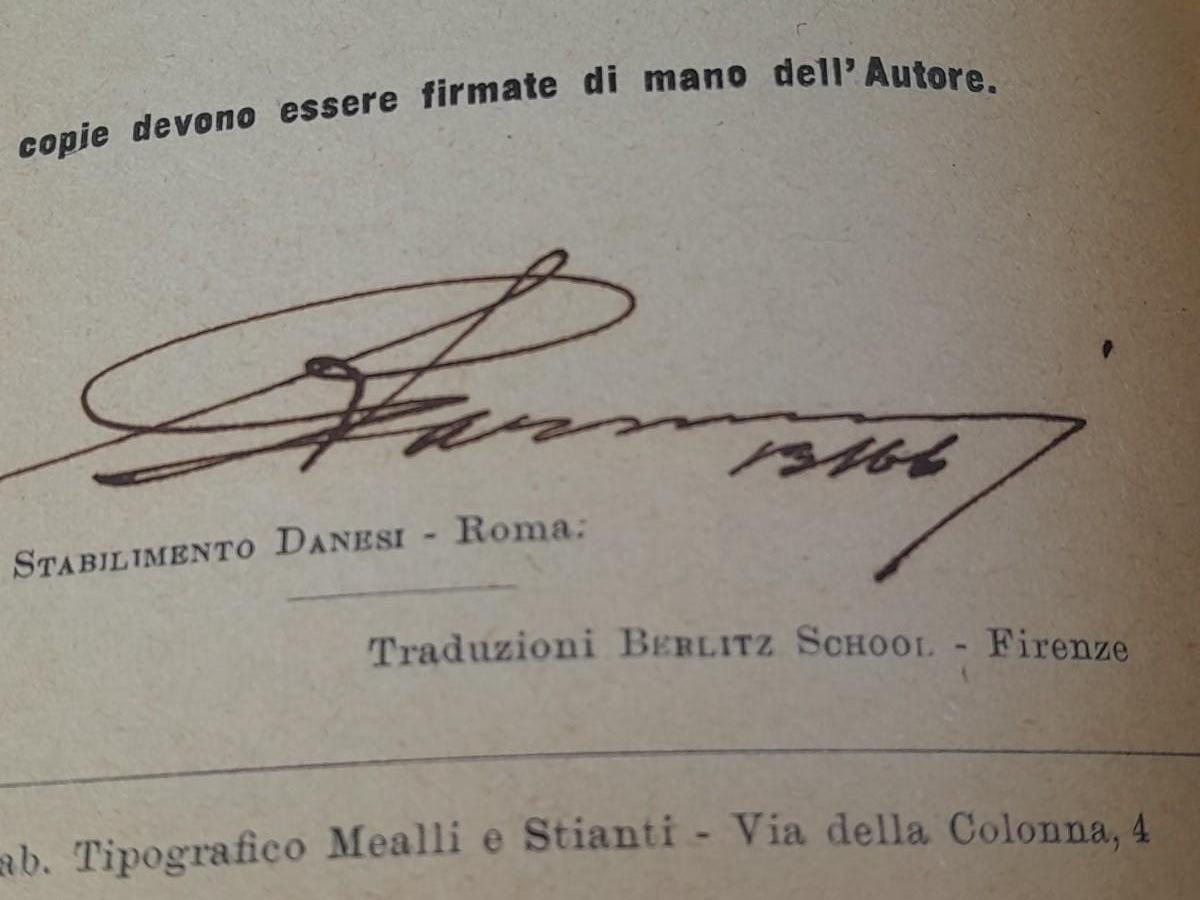 copie devono essere firmate di mano dell'Autore.
STABILIMENTO DANESI - Roma.
Traduzioni BERLITZ SCHOOL - Firenze
ab. Tipografico Mealli e Stianti - Via della Colonna, 4